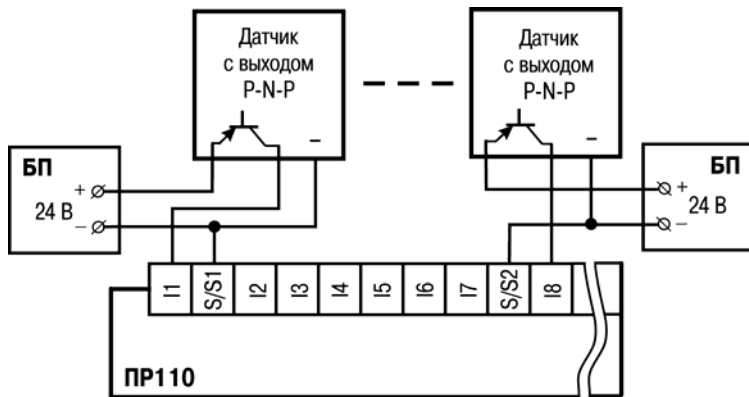 Датчик
с выходом
P-N-P
–
Датчик
с выходом
P-N-P
–
БП
+
24 В
–
БП
+
24 В
–
I1
S/S1
I2
I3
I4
I5
I6
I7
S/S2
I8
ПР110